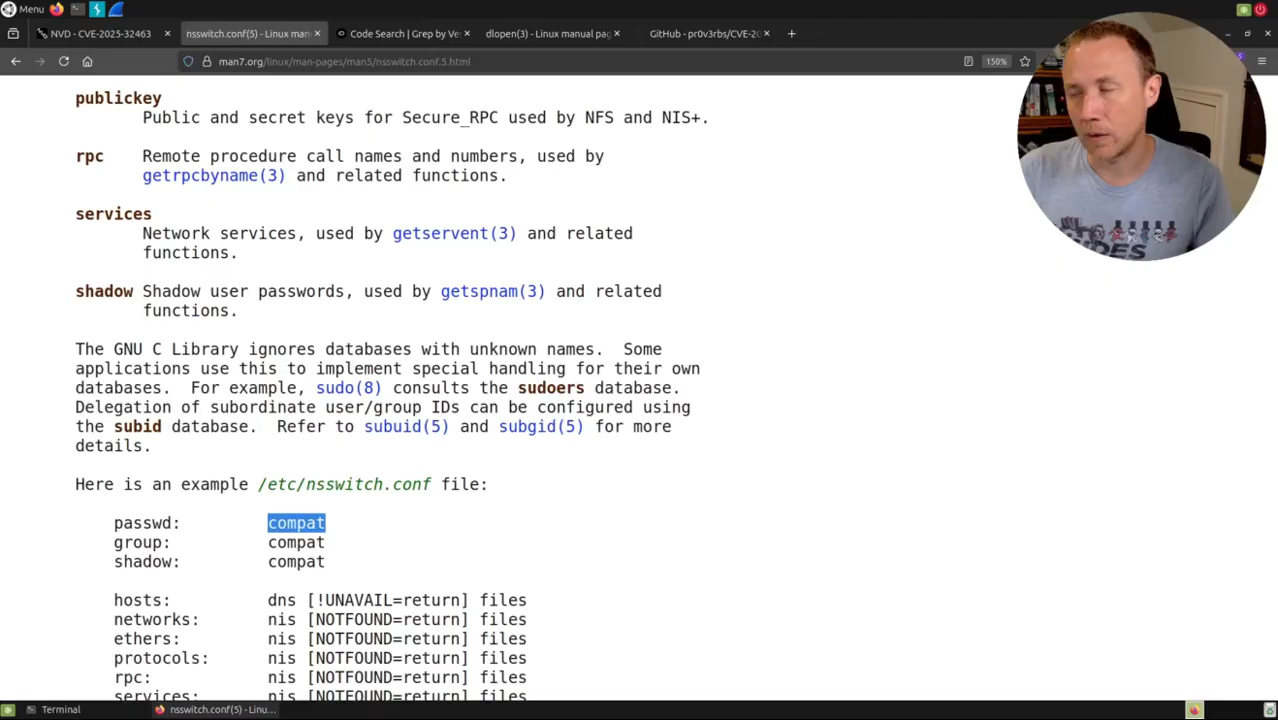 Menu
NVD - CVE-2025-32463 ×
nsswitch.conf(5) - Linux man ×
Code Search | Grep by Ve ×
dlopen(3) - Linux manual pag ×
GitHub - pr0v3rbs/CVE-20 ×
man7.org/linux/man-pages/man5/nsswitch.conf.5.html
150%
publickey
Public and secret keys for Secure_RPC used by NFS and NIS+.
rpc Remote procedure call names and numbers, used by
getrpcbyname(3) and related functions.
services
Network services, used by getservent(3) and related
functions.
shadow Shadow user passwords, used by getspnam(3) and related
functions.
The GNU C Library ignores databases with unknown names. Some
applications use this to implement special handling for their own
databases. For example, sudo(8) consults the sudoers database.
Delegation of subordinate user/group IDs can be configured using
the subid database. Refer to subuid(5) and subgid(5) for more
details.
Here is an example /etc/nsswitch.conf file:
passwd: compat
group: compat
shadow: compat
hosts: dns [!UNAVAIL=return] files
networks: nis [NOTFOUND=return] files
ethers: nis [NOTFOUND=return] files
protocols: nis [NOTFOUND=return] files
rpc: nis [NOTFOUND=return] files
services: nis [NOTFOUND=return] files
Terminal
nsswitch.conf(5) - Linu...